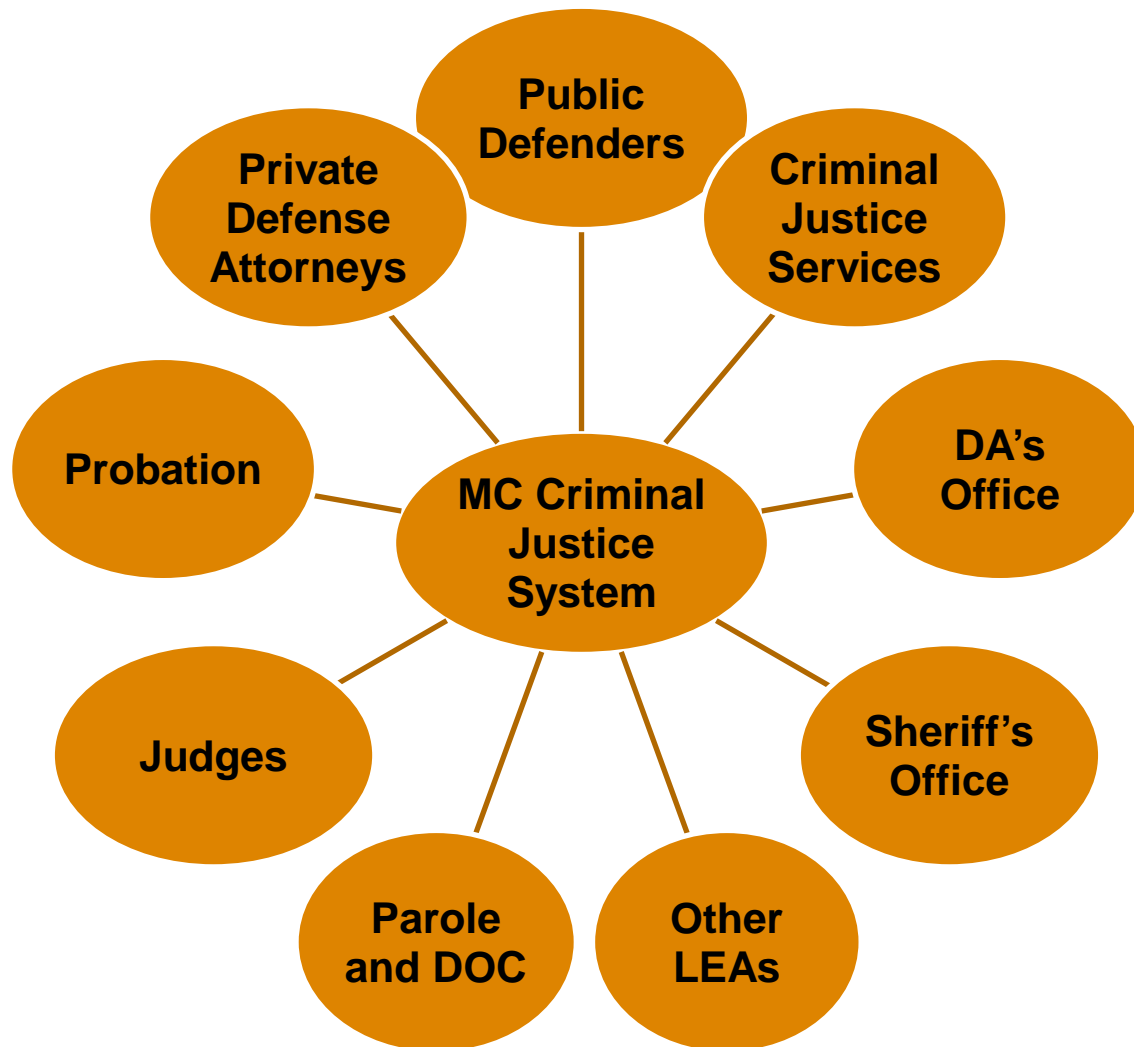 Public
Defenders
Criminal
Justice
Services
DA’s
Office
Sheriff’s
Office
Other
LEAs
Parole
and DOC
Judges
Probation
Private
Defense
Attorneys
MC Criminal
Justice
System